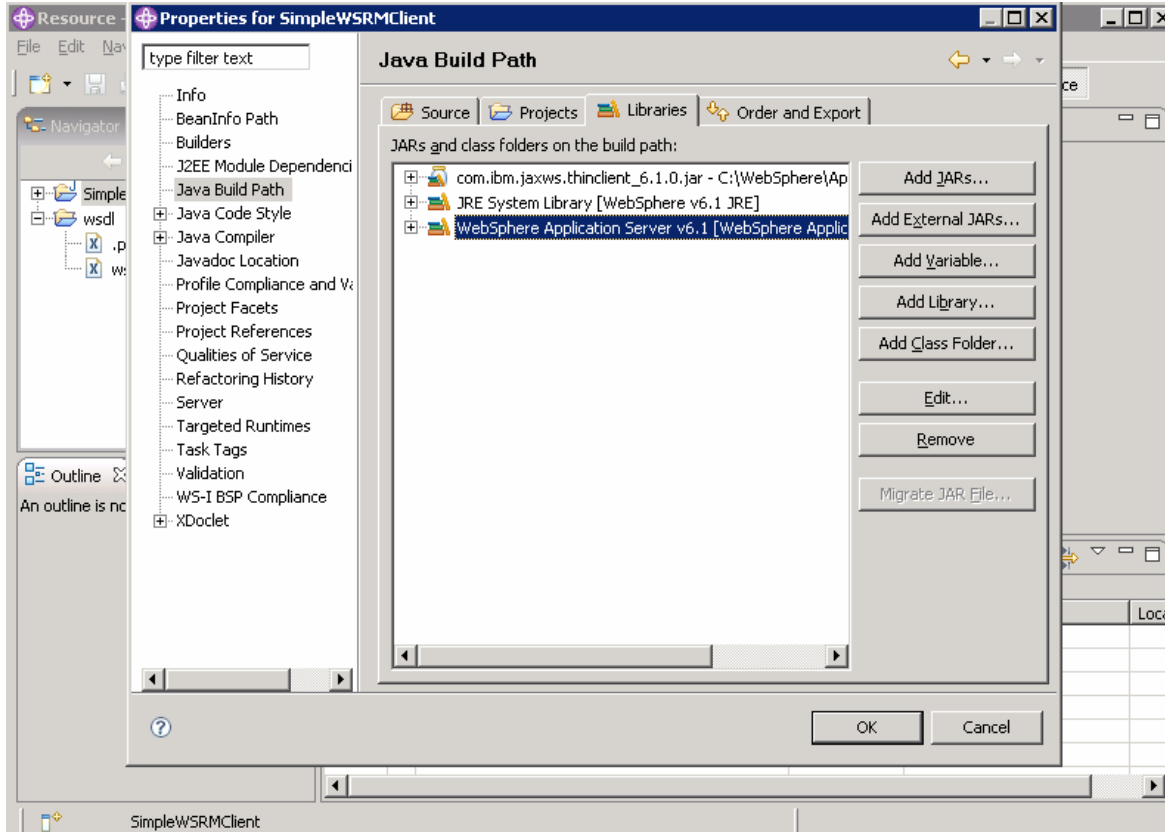 Resource -
Properties for SimpleWSRMClient
File Edit Nav
type filter text
Java Build Path
ce
Navigator
Info
BeanInfo Path
Builders
J2EE Module Dependenci
Java Build Path
Java Code Style
Java Compiler
Javadoc Location
Profile Compliance and Va
Project Facets
Project References
Qualities of Service
Refactoring History
Server
Targeted Runtimes
Task Tags
Validation
WS-I BSP Compliance
XDoclet
Source Projects Libraries Order and Export
JARs and class folders on the build path:
com.ibm.jaxws.thinclient_6.1.0.jar - C:\WebSphere\Ap
JRE System Library [WebSphere v6.1 JRE]
WebSphere Application Server v6.1 [WebSphere Applic
Add JARs...
Add External JARs...
Add Variable...
Add Library...
Add Class Folder...
Edit...
Remove
Migrate JAR File...
Simple
wsdl
.p
ws
Outline
An outline is no
Loca
OK Cancel
SimpleWSRMClient